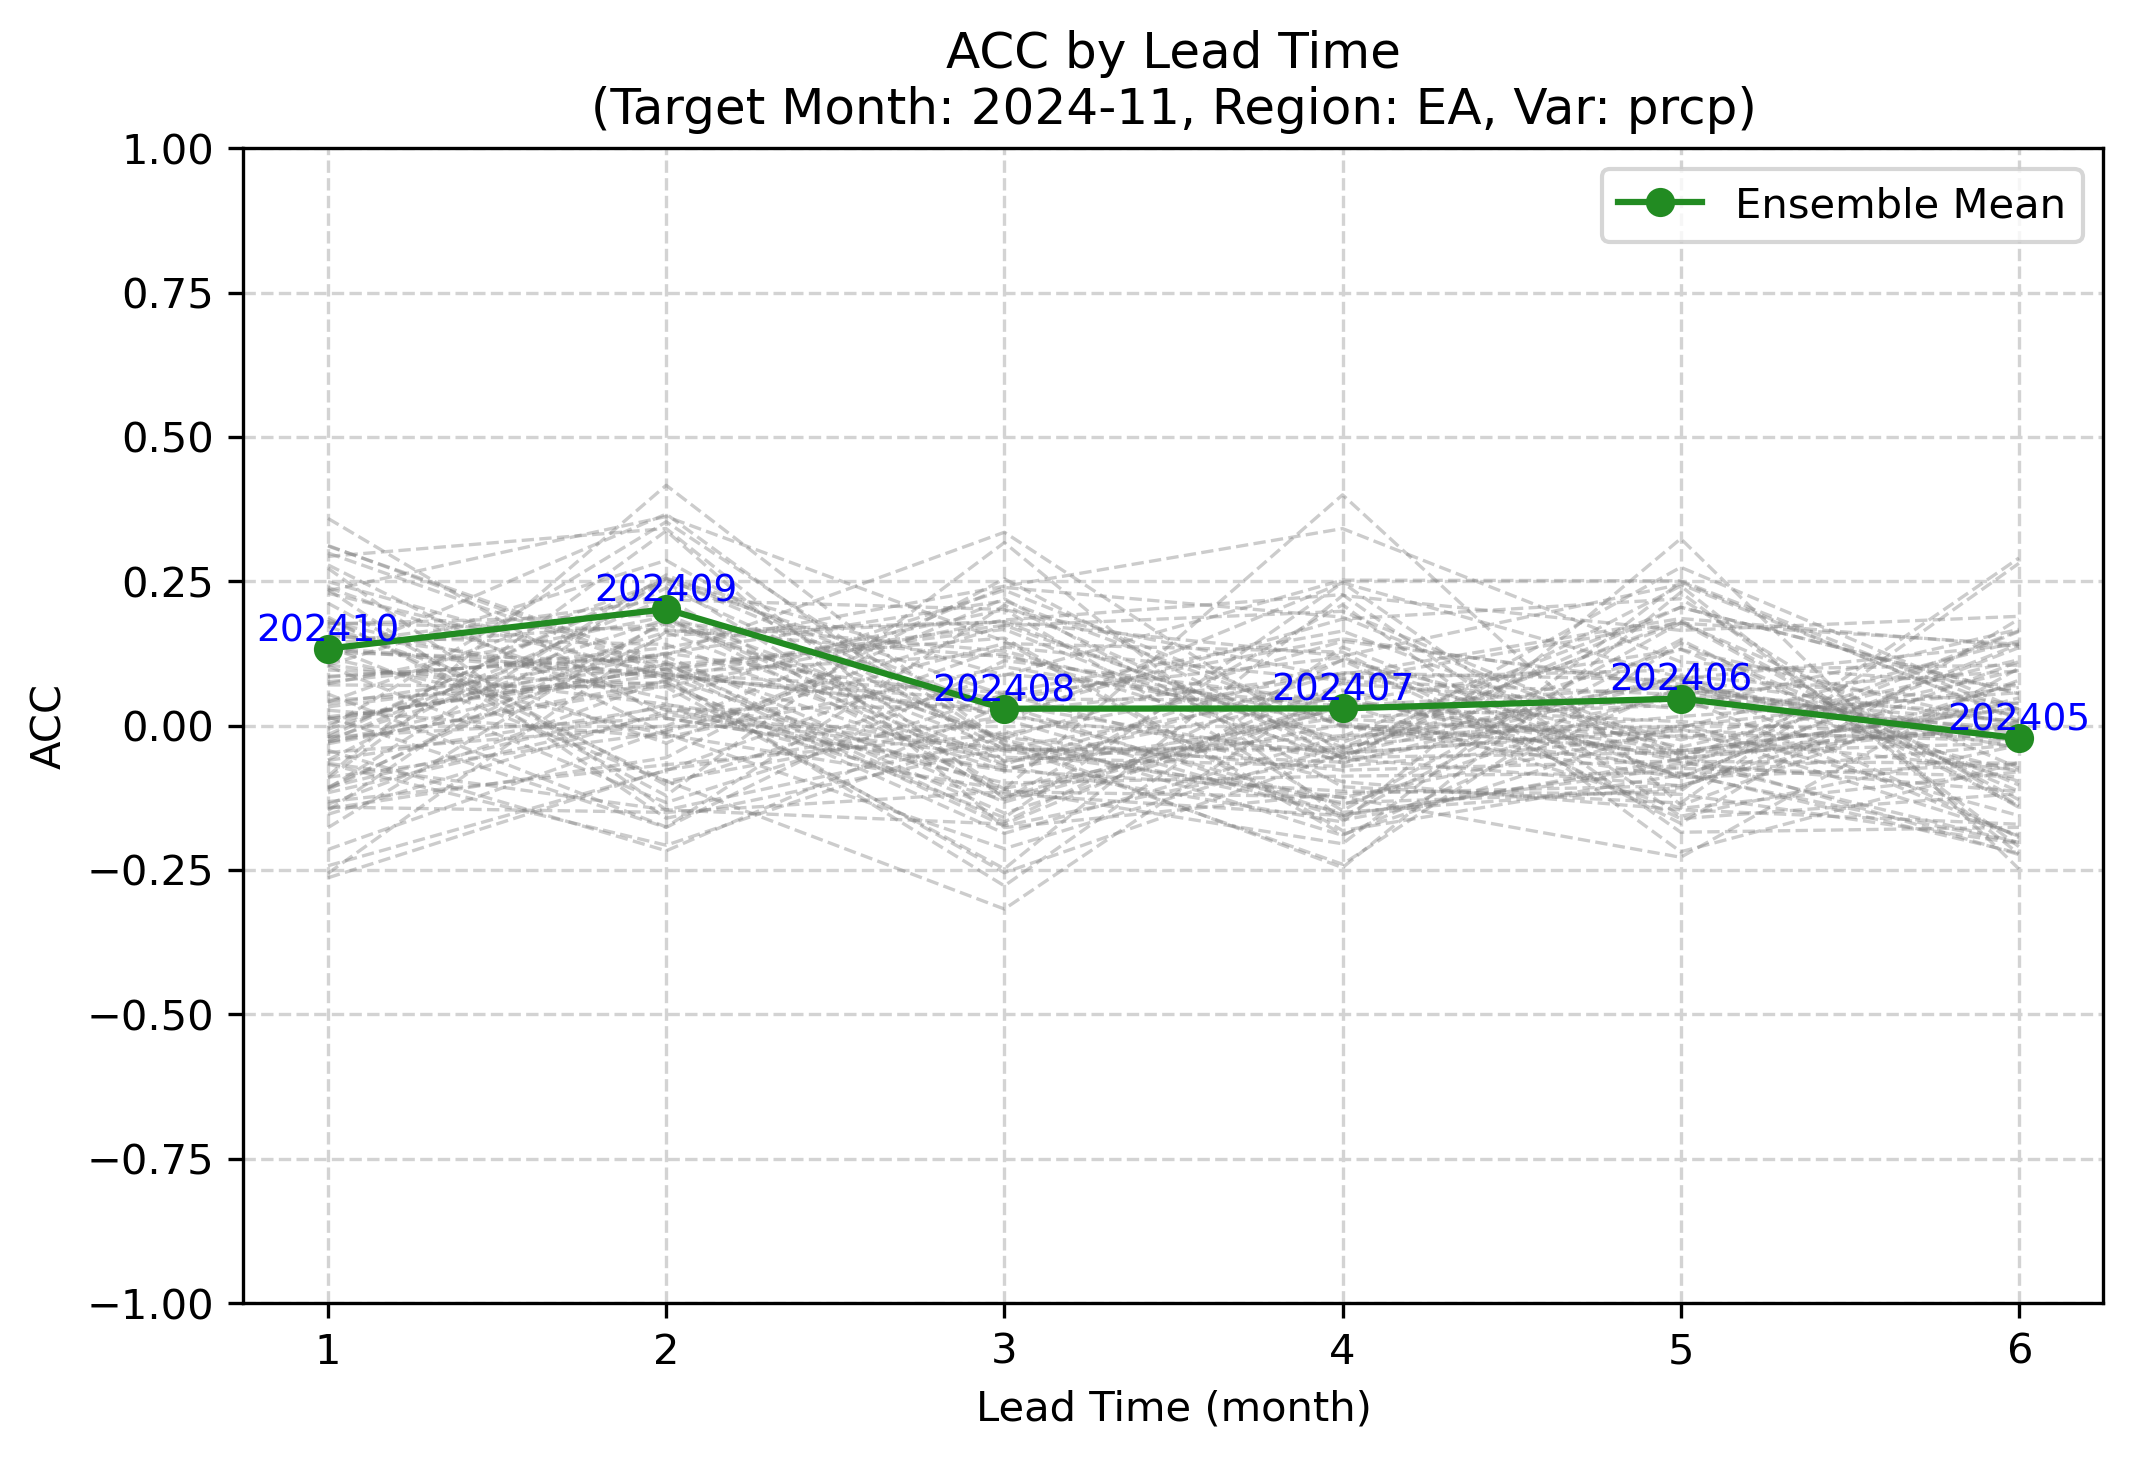 ACC by Lead Time
(Target Month: 2024-11, Region: EA, Var: prcp)
1.00
0.75
0.50
0.25
0.00
−0.25
−0.50
−0.75
−1.00
ACC
Ensemble Mean
202410
202409
202408
202407
202406
202405
1 2 3 4 5 6
Lead Time (month)